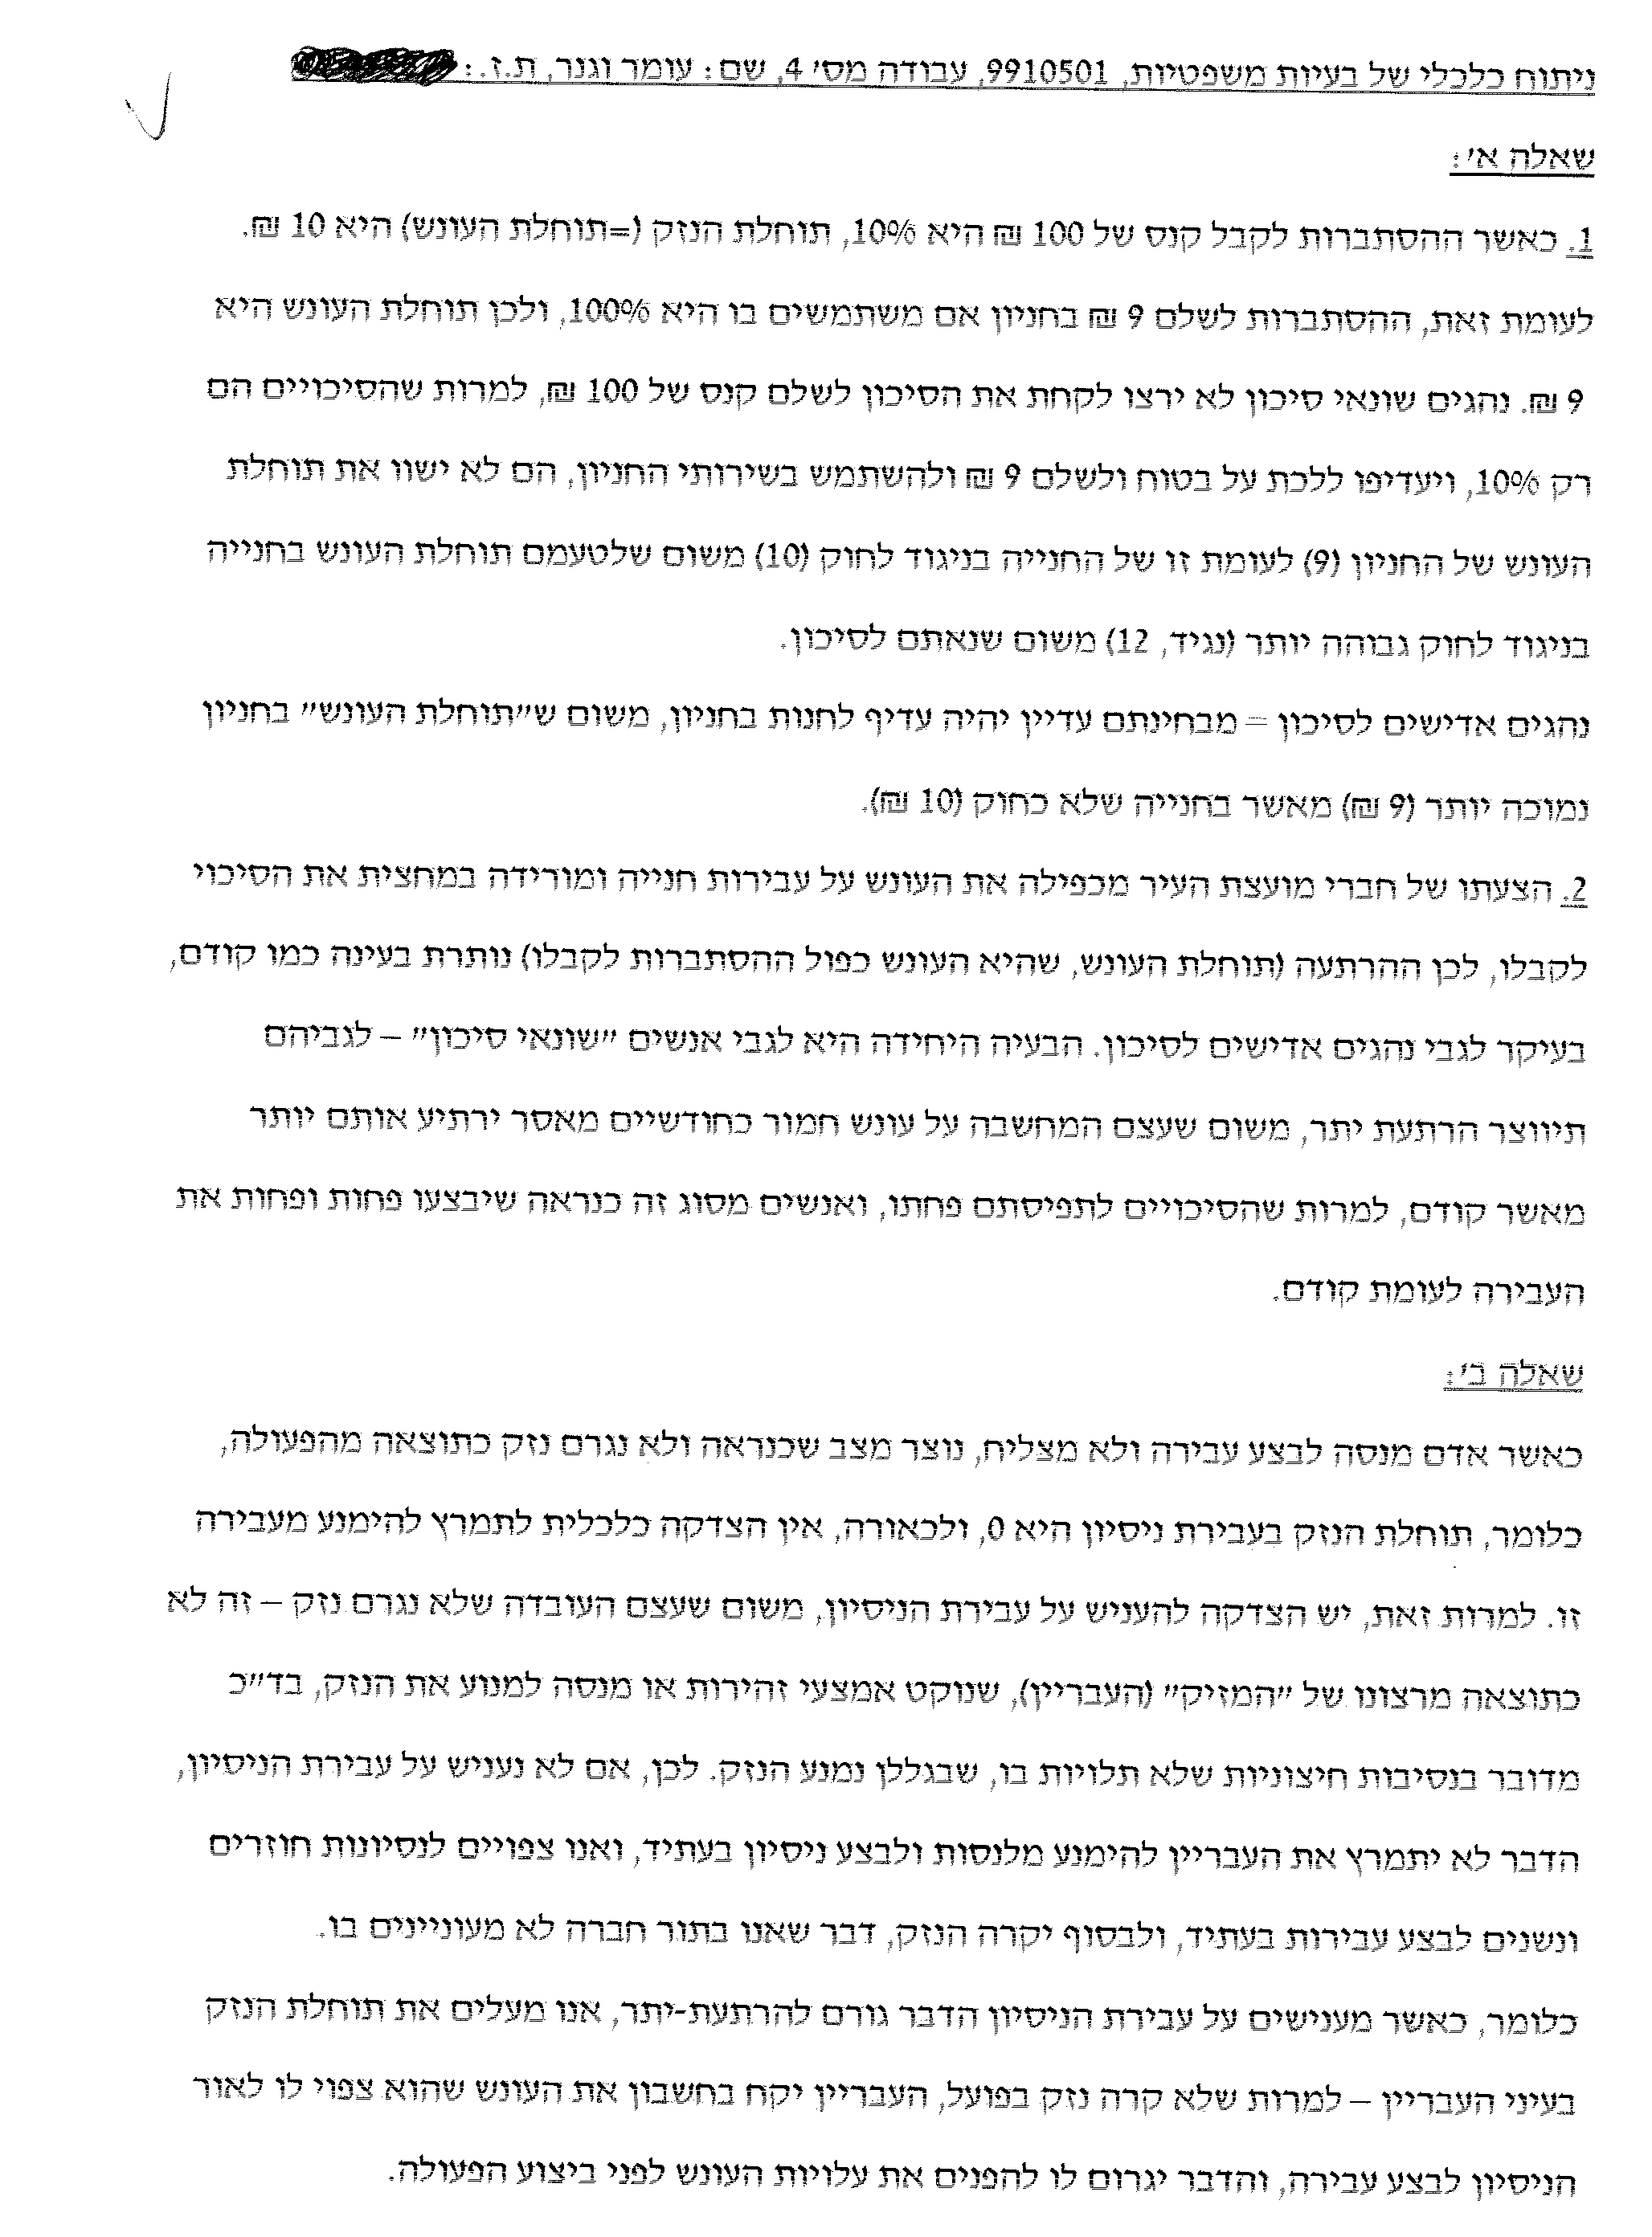 ניתוח כלכלי של בעיות משפטיות, 9910501, עבודה מס' 4, שם: עומר וגנר, ת.ז.:
שאלה א':
1. כאשר ההסתברות לקבל קנס של 100 ₪ היא 10%, תוחלת הנזק (=תוחלת העונש) היא 10 ₪.
לעומת זאת, ההסתברות לשלם 9 ₪ בחניון אם משתמשים בו היא 100%, ולכן תוחלת העונש היא
9 ₪. נהגים שונאי סיכון לא ירצו לקחת את הסיכון לשלם קנס של 100 ₪, למרות שהסיכויים הם
רק 10%, ויעדיפו ללכת על בטוח ולשלם 9 ₪ ולהשתמש בשירותי החניון, הם לא ישוו את תוחלת
העונש של החניון (9) לעומת זו של החנייה בניגוד לחוק (10) משום שלטעמם תוחלת העונש בחנייה
בניגוד לחוק גבוהה יותר (נגיד, 12) משום שנאתם לסיכון.
נהגים אדישים לסיכון = מבחינתם עדיין יהיה עדיף לחנות בחניון, משום ש"תוחלת העונש" בחניון
נמוכה יותר (9 ₪) מאשר בחנייה שלא כחוק (10 ₪).
2. הצעתו של חברי מועצת העיר מכפילה את העונש על עבירות חנייה ומורידה במחצית את הסיכוי
לקבלו, לכן ההרתעה (תוחלת העונש, שהיא העונש כפול ההסתברות לקבלו) נותרת בעינה כמו קודם,
בעיקר לגבי נהגים אדישים לסיכון. הבעיה היחידה היא לגבי אנשים "שונאי סיכון" – לגביהם
תיווצר הרתעת יתר, משום שעצם המחשבה על עונש חמור כחודשיים מאסר ירתיע אותם יותר
מאשר קודם, למרות שהסיכויים לתפיסתם פחתו, ואנשים מסוג זה כנראה שיבצעו פחות ופחות את
העבירה לעומת קודם.
שאלה ב':
כאשר אדם מנסה לבצע עבירה ולא מצליח, נוצר מצב שכנראה ולא נגרם נזק כתוצאה מהפעולה,
כלומר, תוחלת הנזק בעבירת ניסיון היא 0, ולכאורה, אין הצדקה כלכלית לתמרץ להימנע מעבירה
זו. למרות זאת, יש הצדקה להעניש על עבירת הניסיון, משום שעצם העובדה שלא נגרם נזק – זה לא
כתוצאה מרצונו של "המזיק" (העבריין), שנוקט אמצעי זהירות או מנסה למנוע את הנזק, בד"כ
מדובר בנסיבות חיצוניות שלא תלויות בו, שבגללן נמנע הנזק. לכן, אם לא נעניש על עבירת הניסיון,
הדבר לא יתמרץ את העבריין להימנע מלנסות ולבצע ניסיון בעתיד, ואנו צפויים לנסיונות חוזרים
ונשנים לבצע עבירות בעתיד, ולבסוף יקרה הנזק, דבר שאנו בתור חברה לא מעוניינים בו.
כלומר, כאשר מענישים על עבירת הניסיון הדבר גורם להרתעת-יתר, אנו מעלים את תוחלת הנזק
בעיני העבריין – למרות שלא קרה נזק בפועל, העבריין יקח בחשבון את העונש שהוא צפוי לו לאור
הניסיון לבצע עבירה, והדבר יגרום לו להפנים את עלויות העונש לפני ביצוע הפעולה.